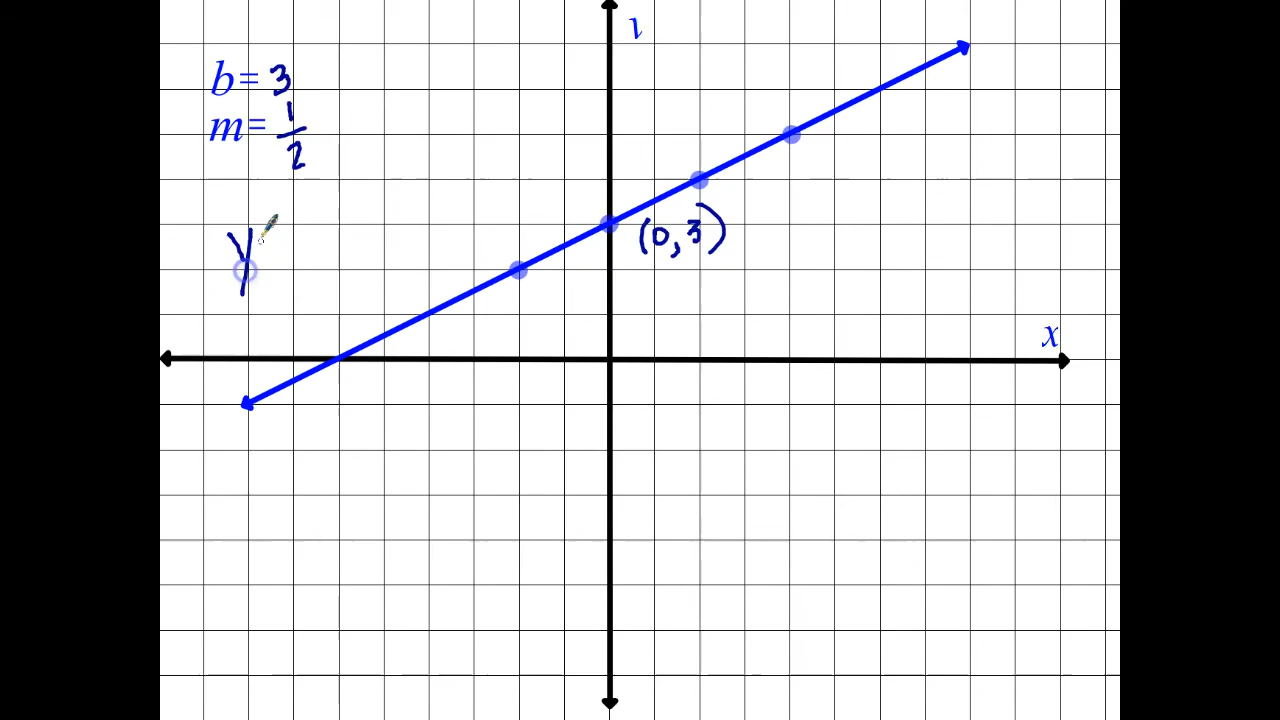 b = 3
m = 1/2
y
(0, 3)
x